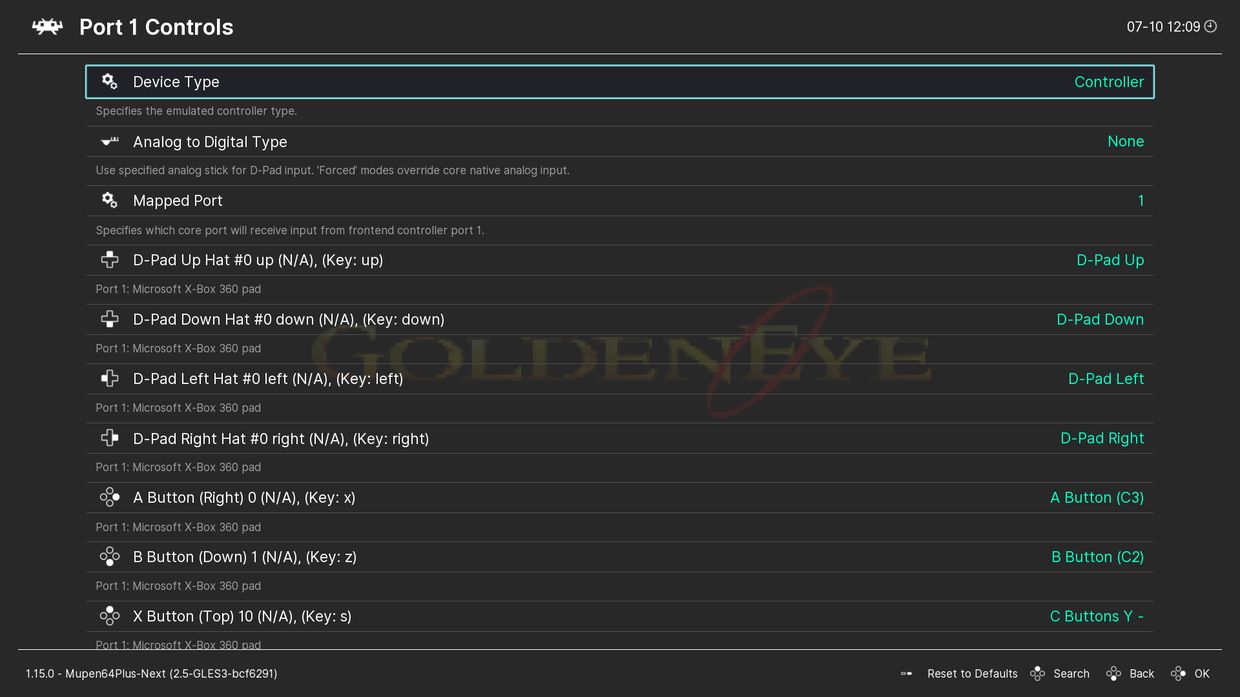 Port 1 Controls
07-10 12:09
Device Type
Controller
Specifies the emulated controller type.
Analog to Digital Type
None
Use specified analog stick for D-Pad input. 'Forced' modes override core native analog input.
Mapped Port
1
Specifies which core port will receive input from frontend controller port 1.
D-Pad Up Hat #0 up (N/A), (Key: up)
D-Pad Up
Port 1: Microsoft X-Box 360 pad
D-Pad Down Hat #0 down (N/A), (Key: down)
D-Pad Down
Port 1: Microsoft X-Box 360 pad
GOLDENEYE
D-Pad Left Hat #0 left (N/A), (Key: left)
D-Pad Left
Port 1: Microsoft X-Box 360 pad
D-Pad Right Hat #0 right (N/A), (Key: right)
D-Pad Right
Port 1: Microsoft X-Box 360 pad
A Button (Right) 0 (N/A), (Key: x)
A Button (C3)
Port 1: Microsoft X-Box 360 pad
B Button (Down) 1 (N/A), (Key: z)
B Button (C2)
Port 1: Microsoft X-Box 360 pad
X Button (Top) 10 (N/A), (Key: s)
C Buttons Y -
Port 1: Microsoft X-Box 360 pad
1.15.0 - Mupen64Plus-Next (2.5-GLES3-bcf6291)
Reset to Defaults
Search
Back
OK